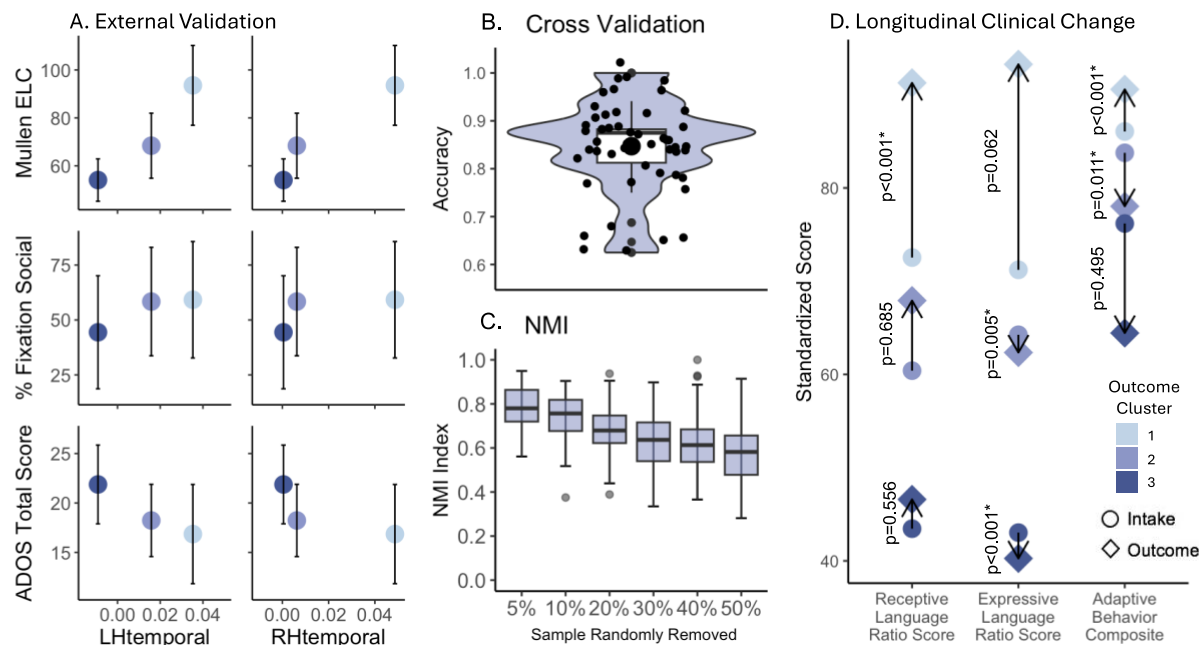 A. External Validation
Mullen ELC
100
80
60
% Fixation Social
75
50
25
ADOS Total Score
25
20
15
0.00 0.02 0.04
LHtemporal
0.00 0.02 0.04
RHtemporal
B. Cross Validation
Accuracy
1.0
0.9
0.8
0.7
0.6
C. NMI
NMI Index
1.0
0.8
0.6
0.4
0.2
0.0
5% 10% 20% 30% 40% 50%
Sample Randomly Removed
D. Longitudinal Clinical Change
Standardized Score
80
60
40
p<0.001*
p=0.685
p=0.556
p=0.062
p=0.005*
p<0.001*
p<0.001*
p=0.011*
p=0.495
Outcome
Cluster
1
2
3
Intake
Outcome
Receptive
Language
Ratio Score
Expressive
Language
Ratio Score
Adaptive
Behavior
Composite